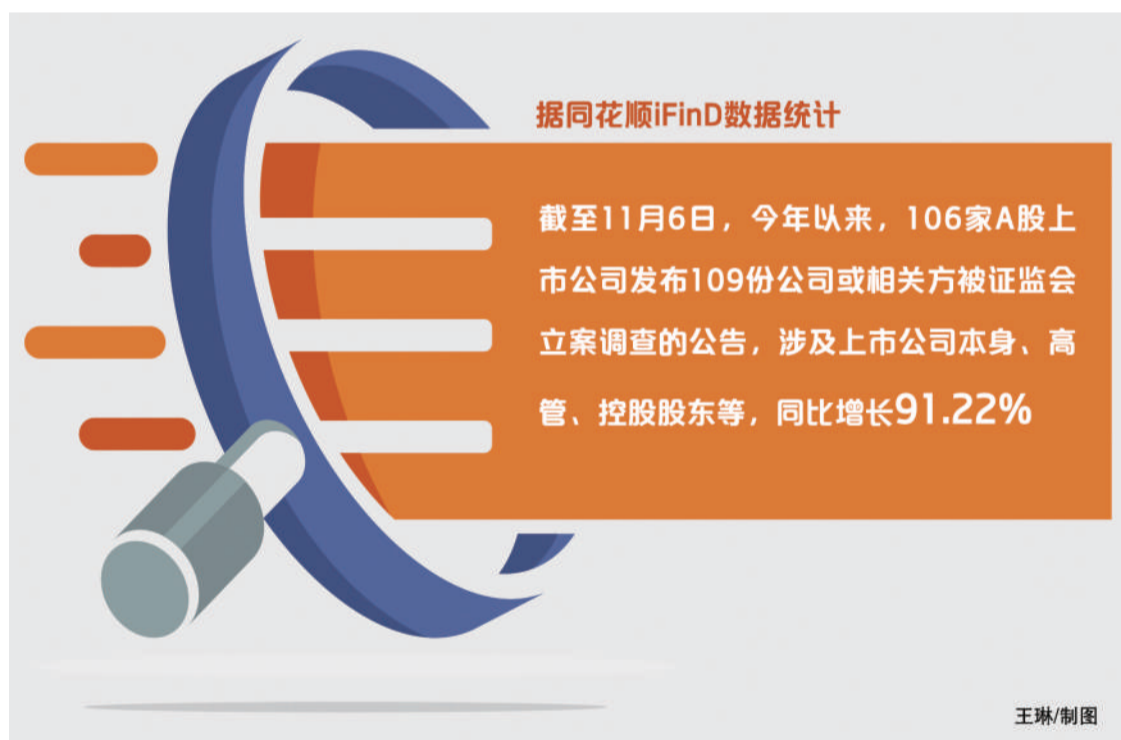 据同花顺iFinD数据统计
截至11月6日，今年以来，106家A股上
市公司发布109份公司或相关方被证监会
立案调查的公告，涉及上市公司本身、高
管、控股股东等，同比增长91.22%
王琳/制图